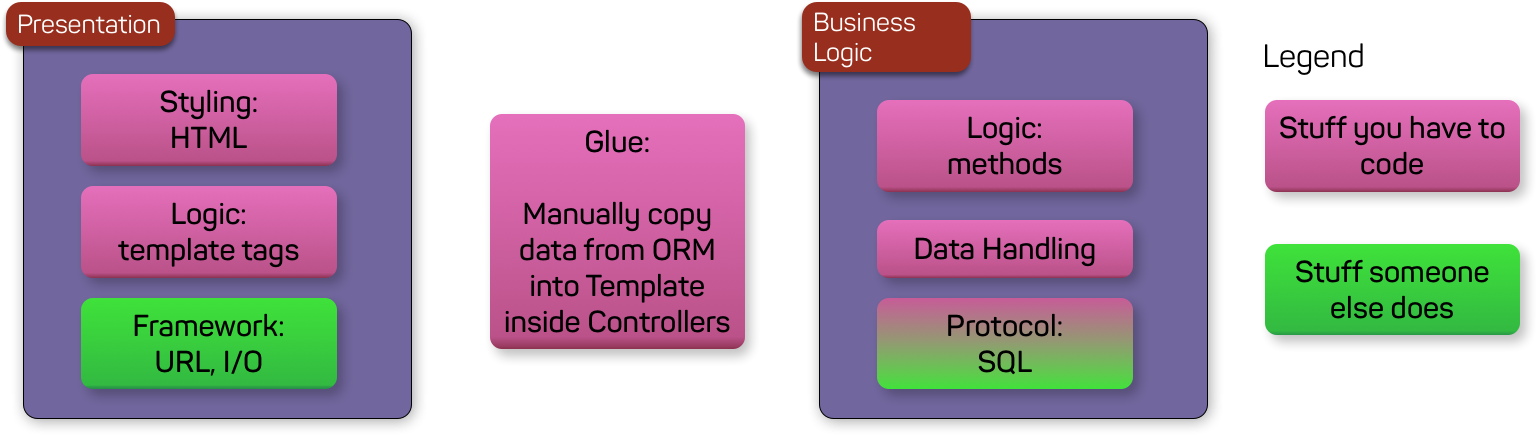 Presentation
Styling:
HTML
Logic:
template tags
Framework:
URL, I/O
Glue:
Manually copy
data from ORM
into Template
inside Controllers
Business
Logic
Logic:
methods
Data Handling
Protocol:
SQL
Legend
Stuff you have to
code
Stuff someone
else does